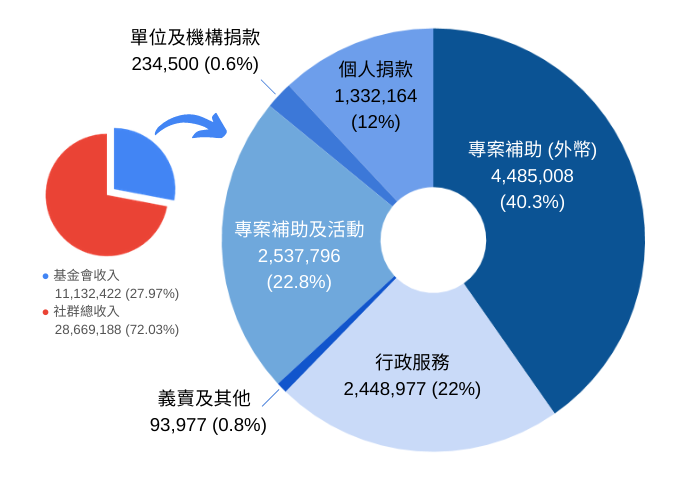 單位及機構捐款
234,500 (0.6%)
個人捐款
1,332,164
(12%)
專案補助 (外幣)
4,485,008
(40.3%)
專案補助及活動
2,537,796
(22.8%)
基金會收入
11,132,422 (27.97%)
社群總收入
28,669,188 (72.03%)
行政服務
2,448,977 (22%)
義賣及其他
93,977 (0.8%)